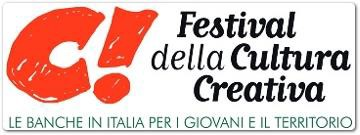 C!
Festival
della Cultura
Creativa
LE BANCHE IN ITALIA PER I GIOVANI E IL TERRITORIO